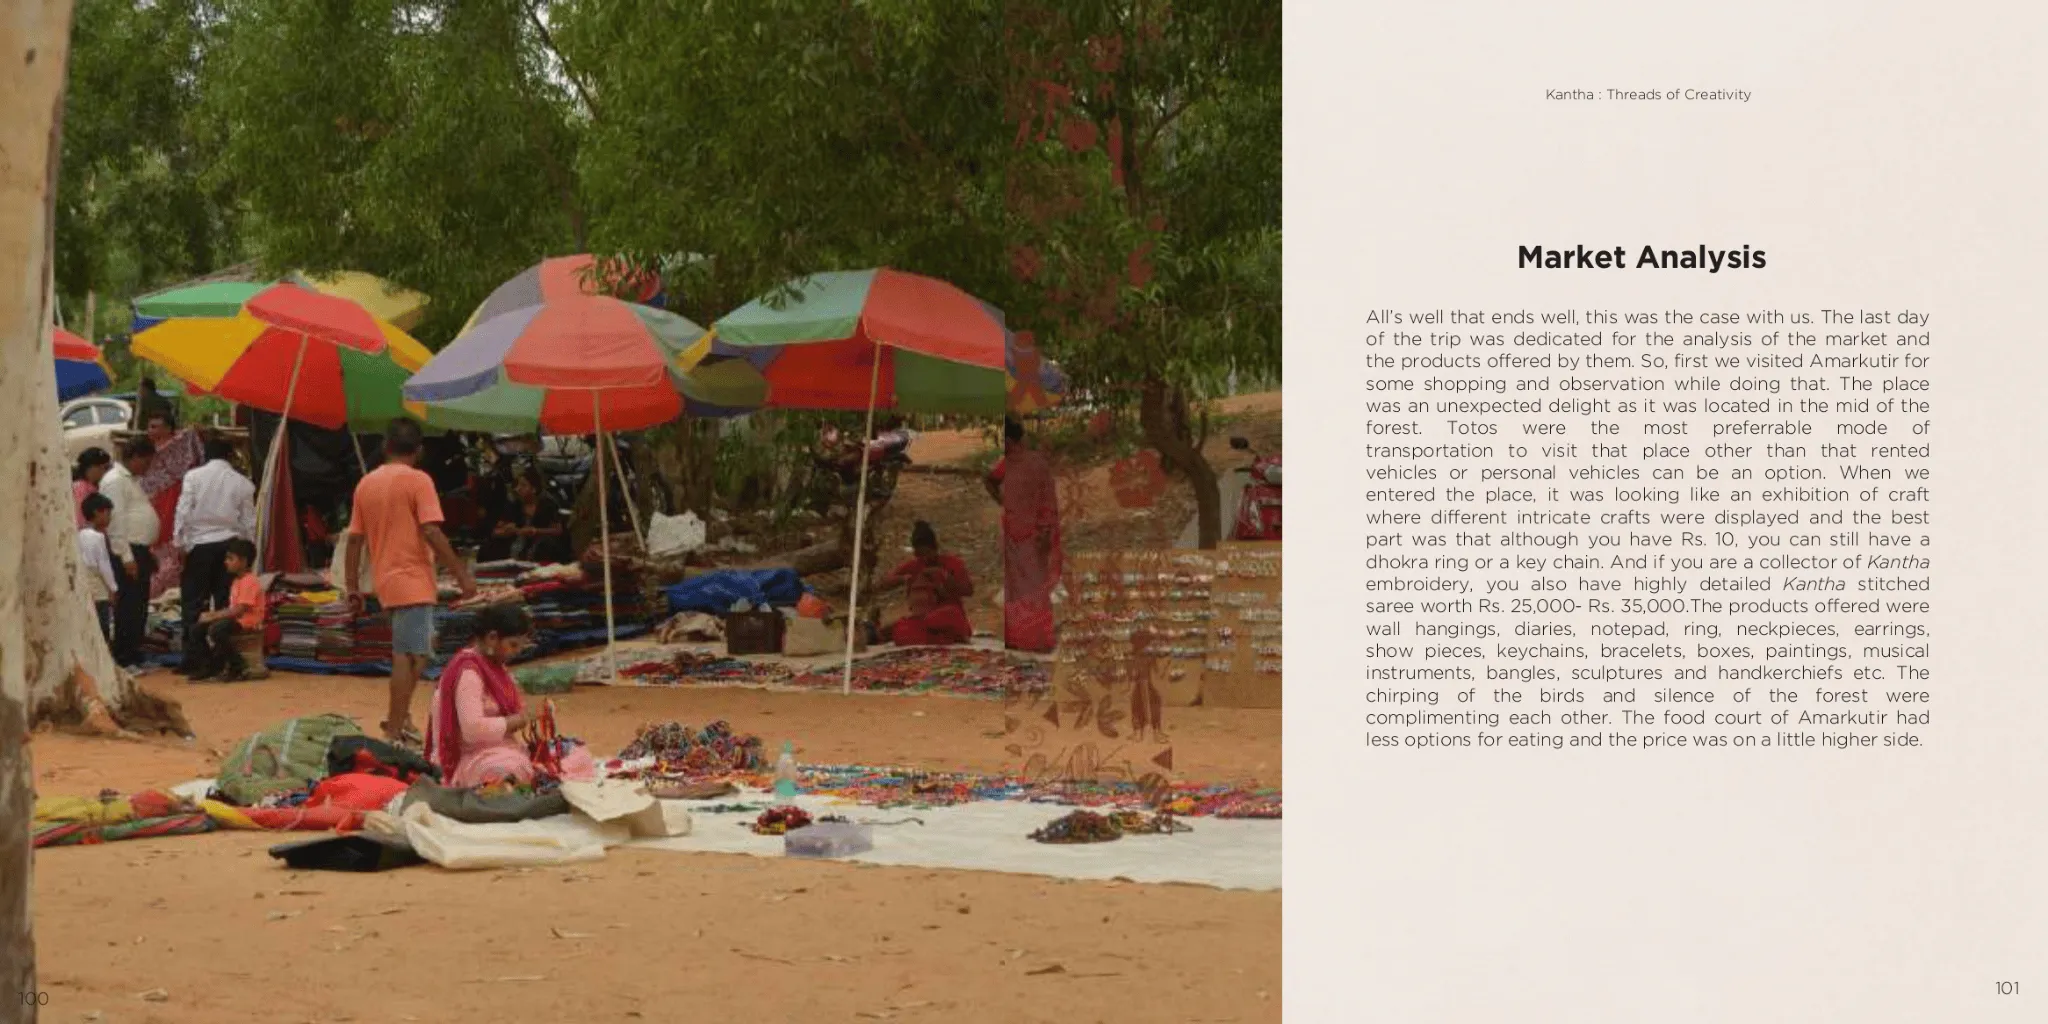 Kantha : Threads of Creativity
Market Analysis
All's well that ends well, this was the case with us. The last day
of the trip was dedicated for the analysis of the market and
the products offered by them. So, first we visited Amarkutir for
some shopping and observation while doing that. The place
was an unexpected delight as it was located in the mid of the
forest. Totos were the most preferrable mode of
transportation to visit that place other than that rented
vehicles or personal vehicles can be an option. When we
entered the place, it was looking like an exhibition of craft
where different intricate crafts were displayed and the best
part was that although you have Rs. 10, you can still have a
dhokra ring or a key chain. And if you are a collector of Kantha
embroidery, you also have highly detailed Kantha stitched
saree worth Rs. 25,000- Rs. 35,000.The products offered were
wall hangings, diaries, notepad, ring, neckpieces, earrings,
show pieces, keychains, bracelets, boxes, paintings, musical
instruments, bangles, sculptures and handkerchiefs etc. The
chirping of the birds and silence of the forest were
complimenting each other. The food court of Amarkutir had
less options for eating and the price was on a little higher side.
100
101